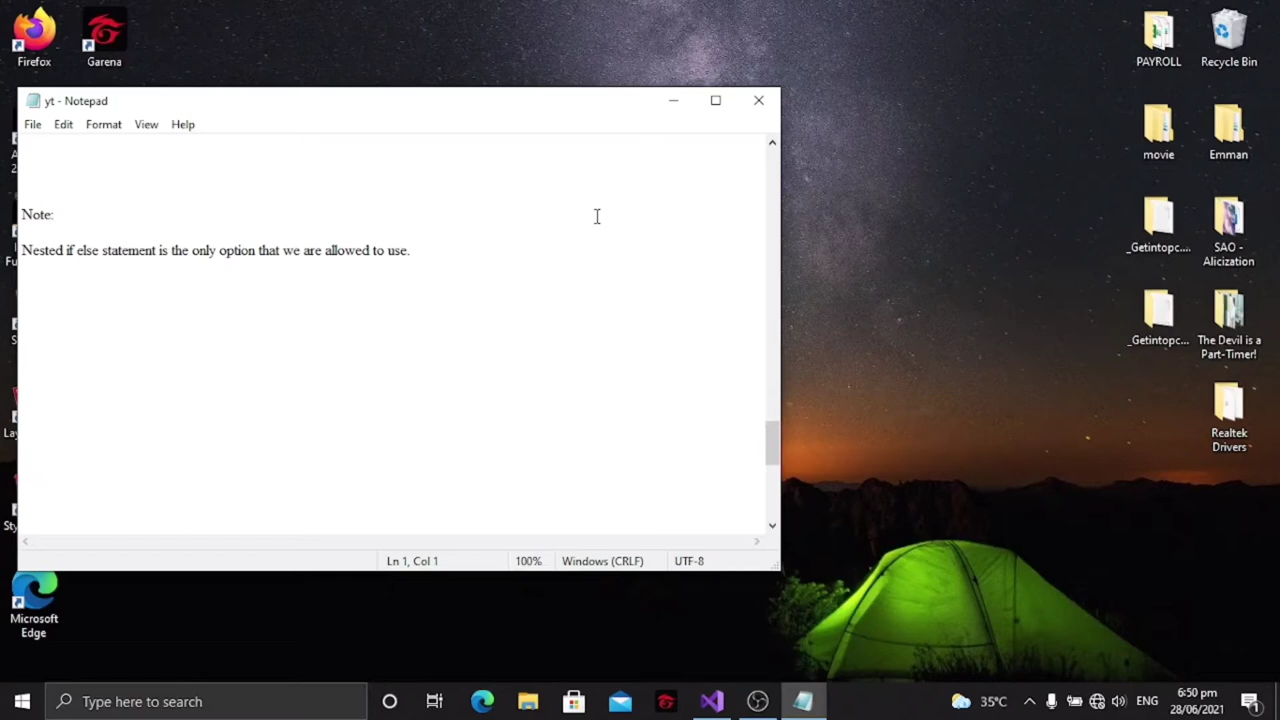 Firefox
Garena
PAYROLL
Recycle Bin
yt - Notepad
File Edit Format View Help
movie
Emman
Note:
Nested if else statement is the only option that we are allowed to use.
_Getintopc....
SAO -
Alicization
_Getintopc...
The Devil is a
Part-Timer!
Realtek
Drivers
Ln 1, Col 1
100%
Windows (CRLF)
UTF-8
Microsoft
Edge
Type here to search
35°C
ENG
6:50 pm
28/06/2021
1